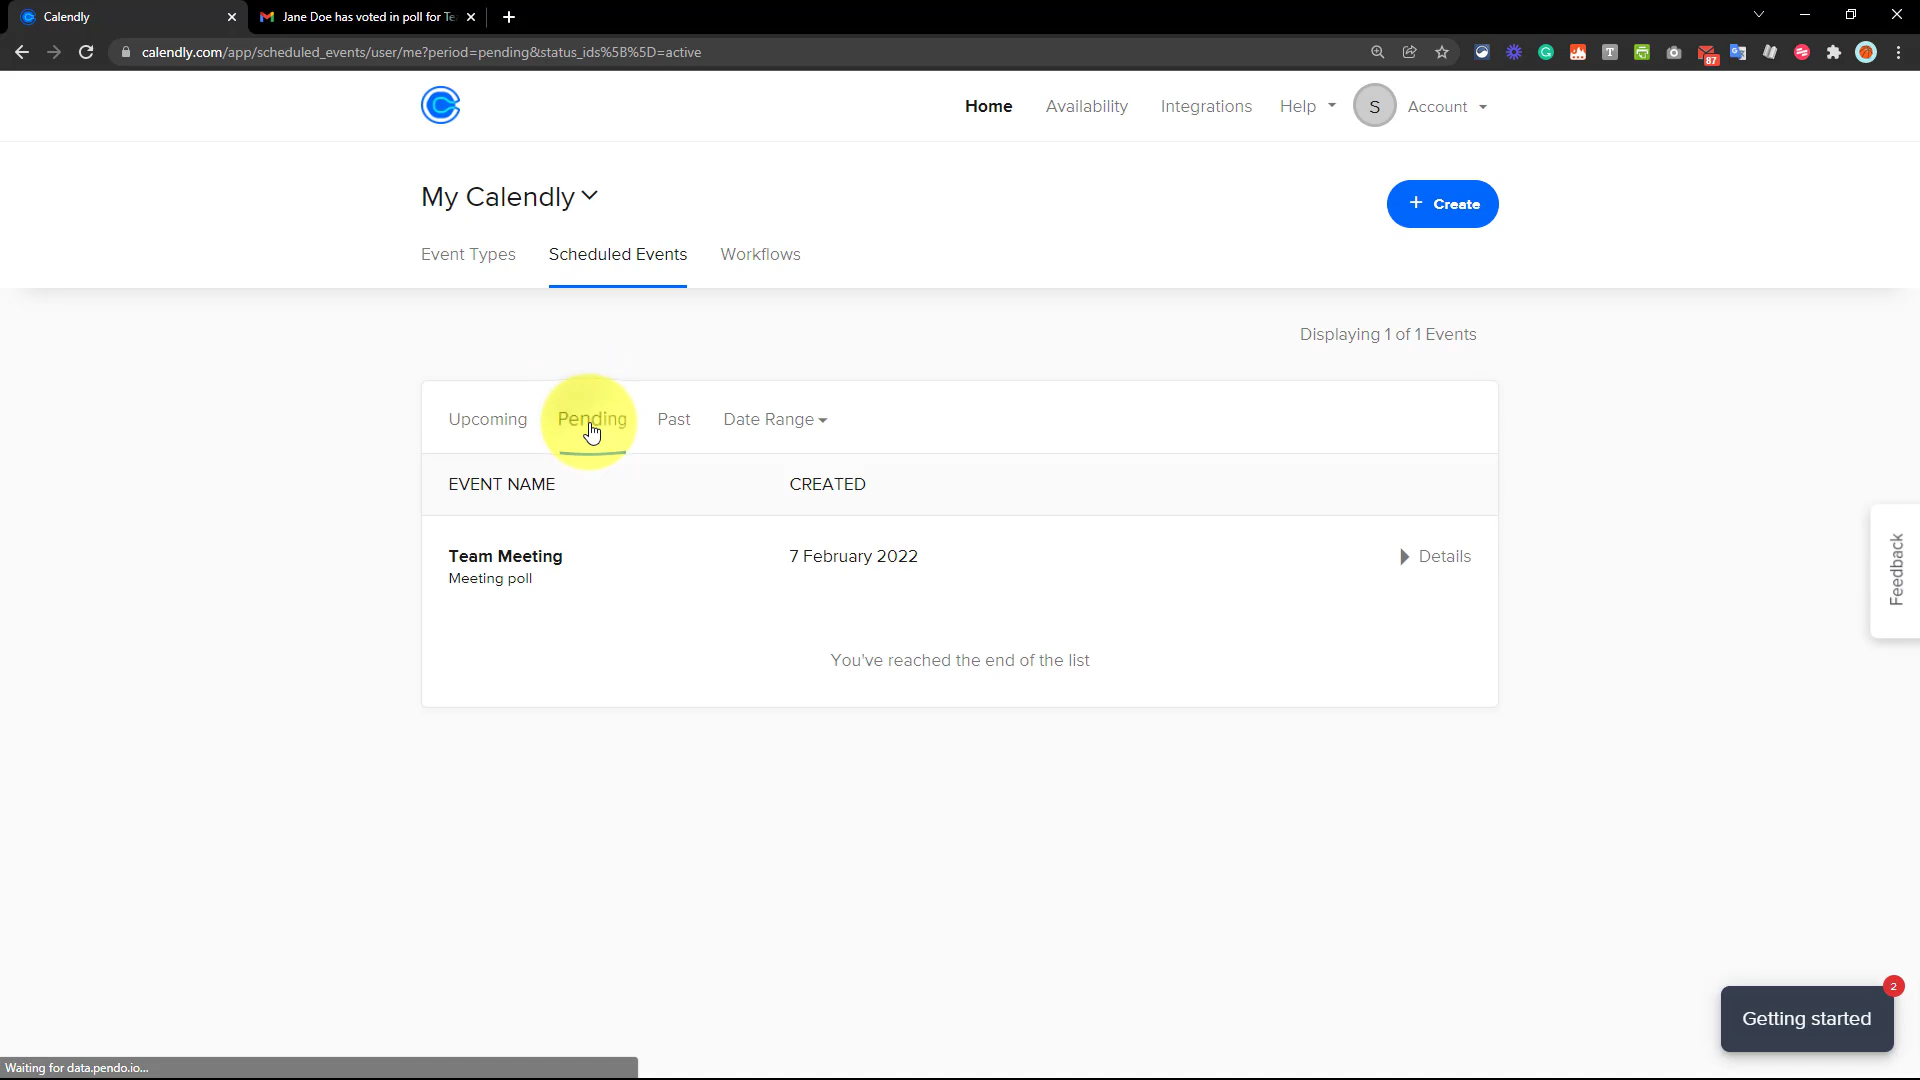 Calendly
Jane Doe has voted in poll for Te
calendly.com/app/scheduled_events/user/me?period=pending&status_ids%5B%5D=active
87
Home
Availability
Integrations
Help
S
Account
My Calendly
+ Create
Event Types
Scheduled Events
Workflows
Displaying 1 of 1 Events
Upcoming
Pending
Past
Date Range
EVENT NAME
CREATED
Team Meeting
7 February 2022
Details
Meeting poll
You've reached the end of the list
Feedback
2
Getting started
Waiting for data.pendo.io...